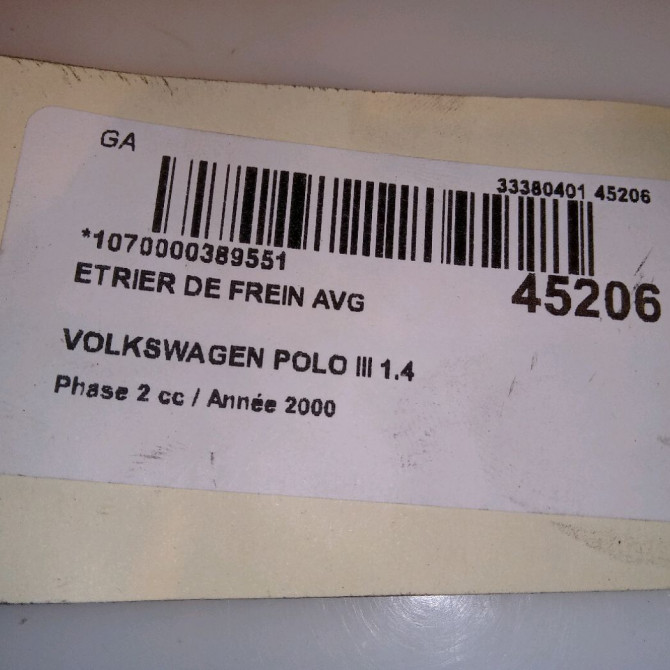 GA
33380401 45206
*1070000389551
ETRIER DE FREIN AVG
45206
VOLKSWAGEN POLO III 1.4
Phase 2 cc / Année 2000